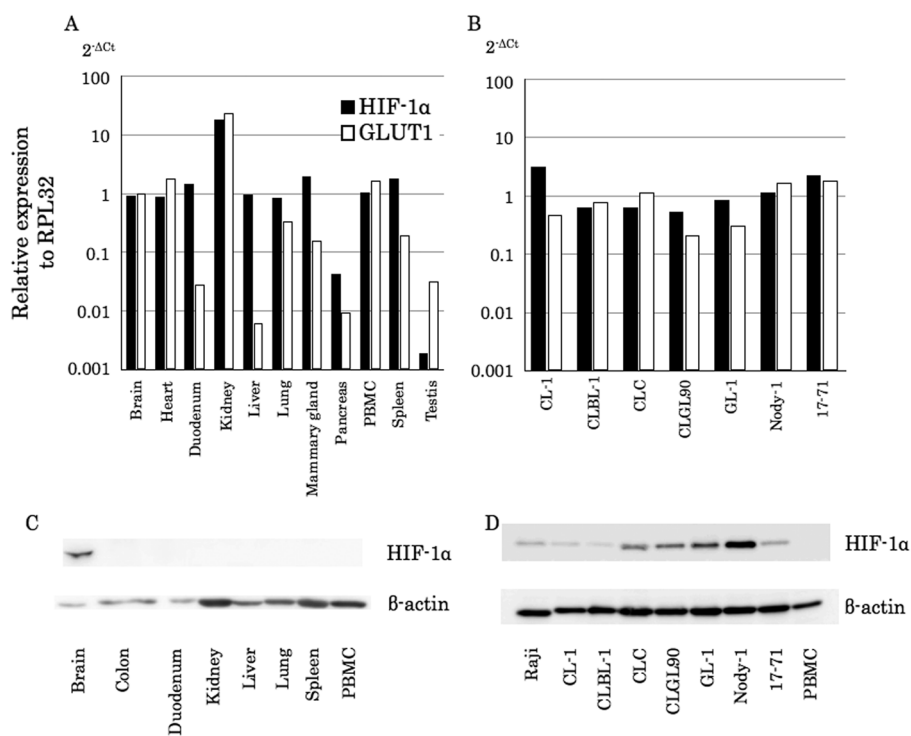 A
2-ΔCt
100
10
1
0.1
0.01
0.001
Relative expression
to RPL32
HIF-1α
GLUT1
Brain
Heart
Duodenum
Kidney
Liver
Lung
Mammary gland
Pancreas
PBMC
Spleen
Testis
B
2-ΔCt
100
10
1
0.1
0.01
0.001
CL-1
CLBL-1
CLC
CLGL90
GL-1
Nody-1
17-71
C
HIF-1α
β-actin
Brain
Colon
Duodenum
Kidney
Liver
Lung
Spleen
PBMC
D
HIF-1α
β-actin
Raji
CL-1
CLBL-1
CLC
CLGL90
GL-1
Nody-1
17-71
PBMC